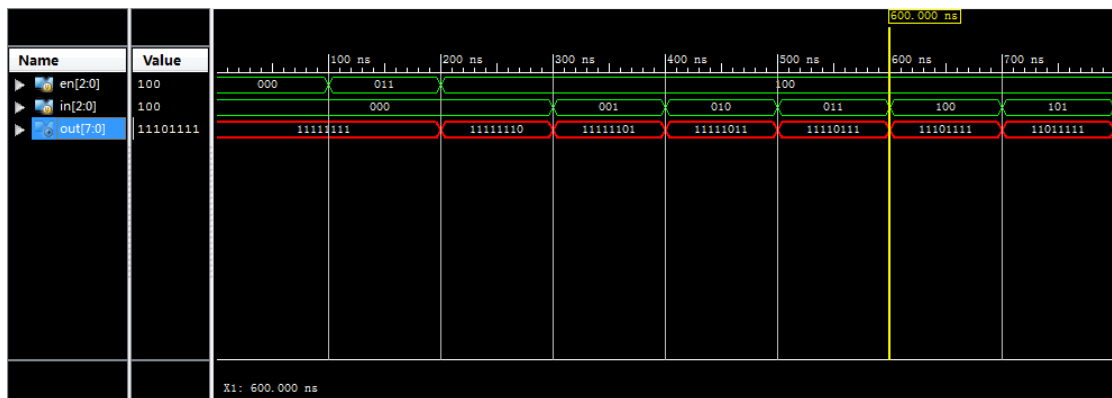 600.000 ns
Name Value
100 ns 200 ns 300 ns 400 ns 500 ns 600 ns 700 ns
en[2:0] 100 000 011 100
in[2:0] 100 000 001 010 011 100 101
out[7:0] 11101111 11111111 11111110 11111101 11111011 11110111 11101111 11011111
X1: 600.000 ns